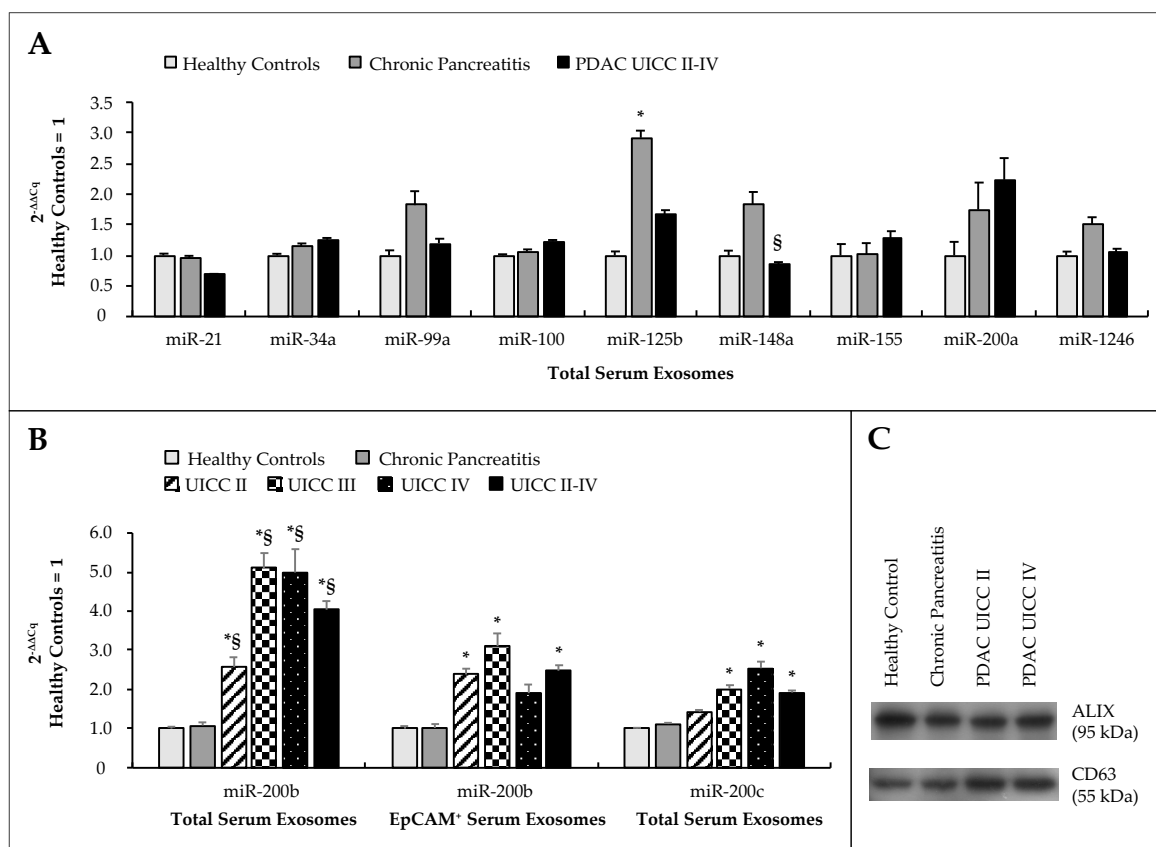 A
Healthy Controls Chronic Pancreatitis PDAC UICC II-IV
2-ΔΔCq
Healthy Controls = 1
3.5
3.0
2.5
2.0
1.5
1.0
0.5
0
*
§
miR-21 miR-34a miR-99a miR-100 miR-125b miR-148a miR-155 miR-200a miR-1246
Total Serum Exosomes
B
Healthy Controls Chronic Pancreatitis
UICC II UICC III UICC IV UICC II-IV
2-ΔΔCq
Healthy Controls = 1
6.0
5.0
4.0
3.0
2.0
1.0
0
*§ *§ *§ *§
* * *
* * *
miR-200b miR-200b miR-200c
Total Serum Exosomes EpCAM+ Serum Exosomes Total Serum Exosomes
C
Healthy Control
Chronic Pancreatitis
PDAC UICC II
PDAC UICC IV
ALIX
(95 kDa)
CD63
(55 kDa)